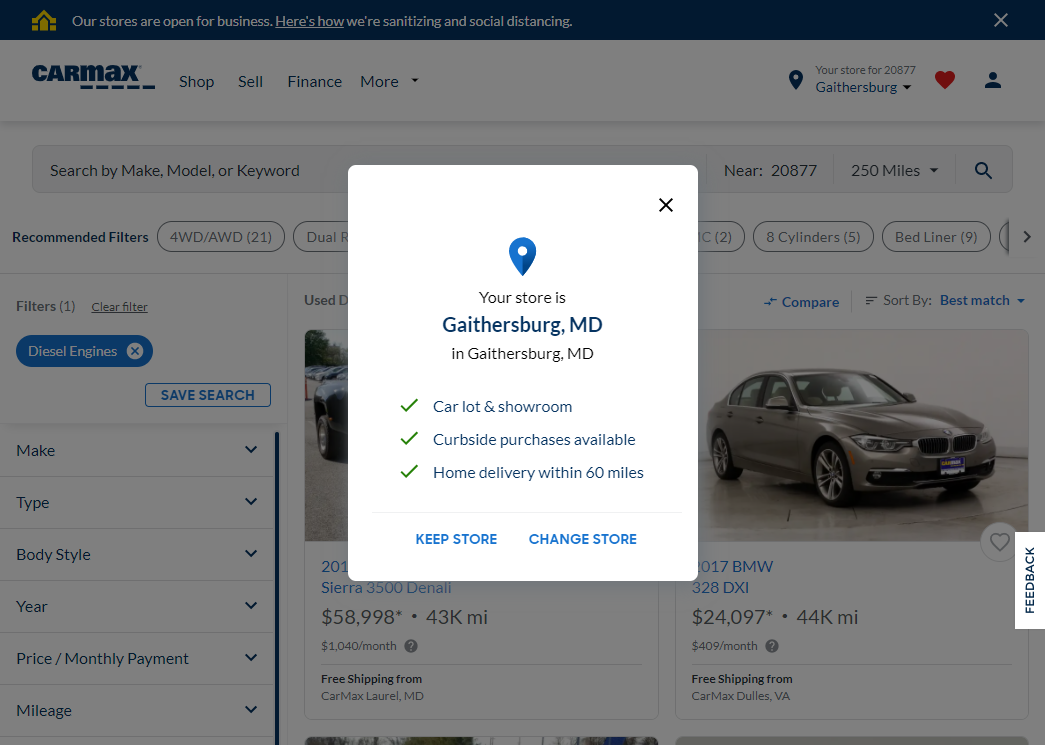 Our stores are open for business. Here's how we're sanitizing and social distancing.
CARMAX
Shop Sell Finance More
Your store for 20877
Gaithersburg
Search by Make, Model, or Keyword
Near: 20877 250 Miles
Recommended Filters 4WD/AWD (21) Dual R C (2) 8 Cylinders (5) Bed Liner (9)
Filters (1) Clear filter
Used D
Compare Sort By: Best match
Diesel Engines
SAVE SEARCH
Make
Type
Body Style
Year
Price / Monthly Payment
Mileage
Your store is
Gaithersburg, MD
in Gaithersburg, MD
Car lot & showroom
Curbside purchases available
Home delivery within 60 miles
KEEP STORE CHANGE STORE
201
Sierra 3500 Denali
$58,998* • 43K mi
$1,040/month
Free Shipping from
CarMax Laurel, MD
2017 BMW
328 DXI
$24,097* • 44K mi
$409/month
Free Shipping from
CarMax Dulles, VA
FEEDBACK